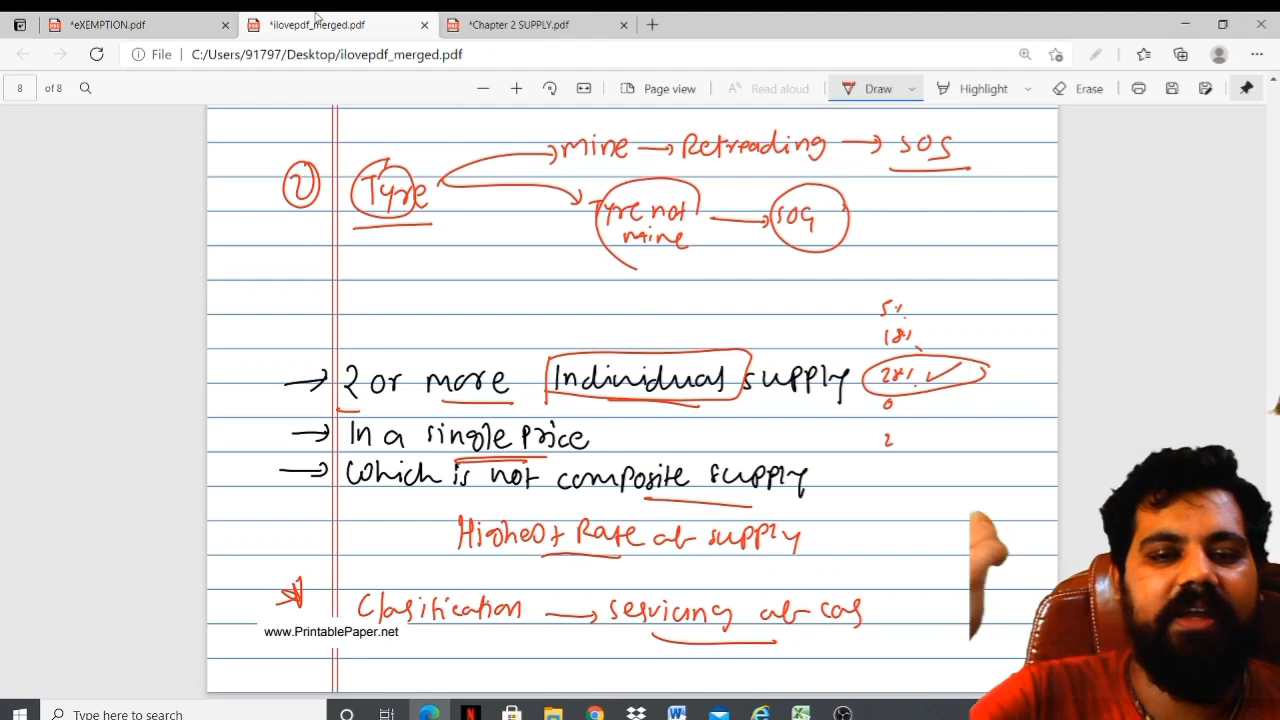 *eXEMPTION.pdf
*ilovepdf_merged.pdf
*Chapter 2 SUPPLY.pdf
File C:/Users/91797/Desktop/ilovepdf_merged.pdf
8 of 8
Page view
Read aloud
Draw
Highlight
Erase
mine → Retreading → SOS
② Tyre
Tyre not mine → SOG
5%
18%
→ 2 or more Individual supply
28% ✓
0
→ In a single price
2
→ Which is not composite supply
Highest Rate of supply
Clasification → servicing of car
www.PrintablePaper.net
Type here to search